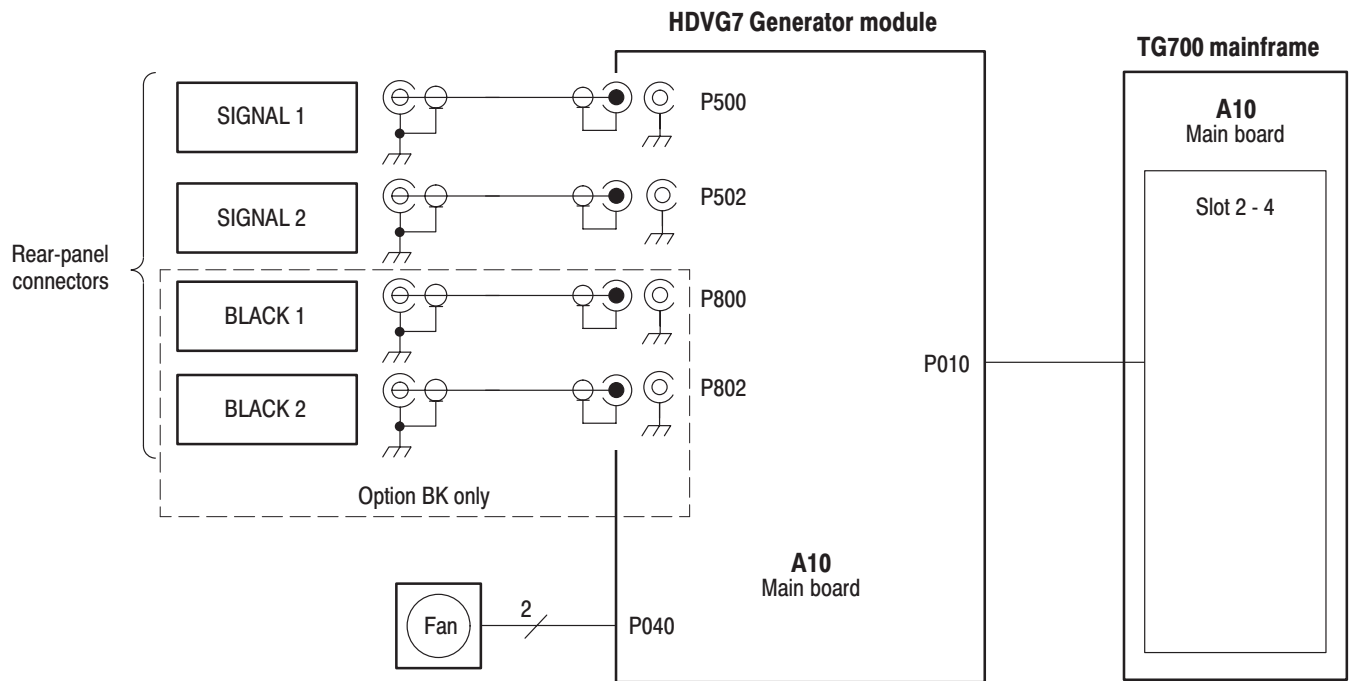 HDVG7 Generator module
TG700 mainframe
SIGNAL 1
P500
A10
Main board
SIGNAL 2
P502
Slot 2 - 4
Rear-panel
connectors
BLACK 1
P800
P010
BLACK 2
P802
Option BK only
A10
Main board
Fan
2
P040